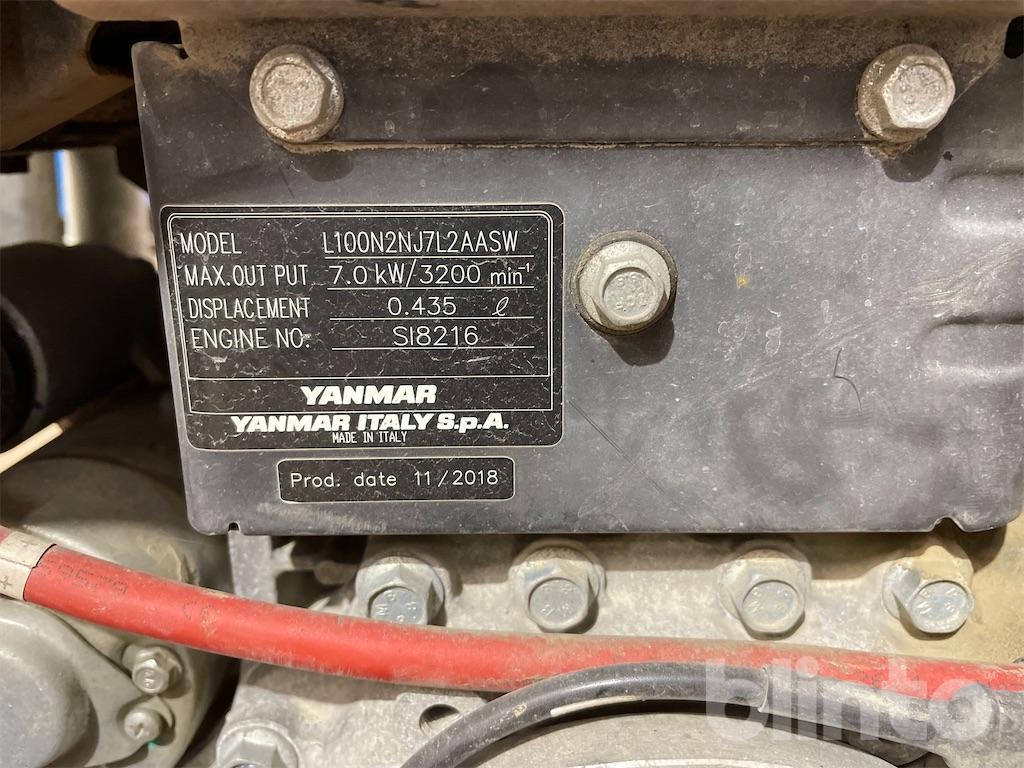 MODEL L100N2NJ7L2AASW
MAX. OUT PUT 7.0 kW/3200 min⁻¹
DISPLACEMENT 0.435 ℓ
ENGINE NO. SI8216
YANMAR
YANMAR ITALY S.p.A.
MADE IN ITALY
Prod. date 11/2018
blinto